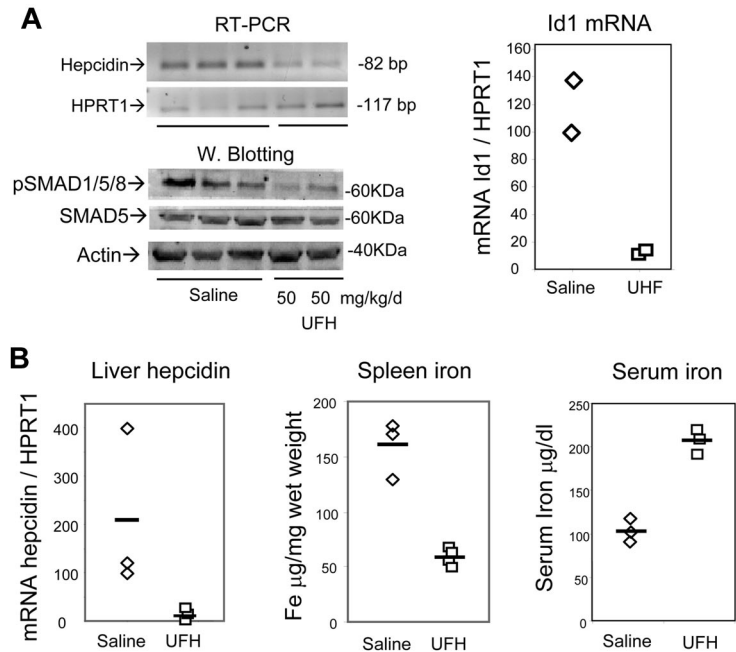 A
RT-PCR
Hepcidin→
-82 bp
HPRT1→
-117 bp
W. Blotting
pSMAD1/5/8→
-60KDa
SMAD5→
-60KDa
Actin→
-40KDa
Saline
50 50 mg/kg/d
UFH
Id1 mRNA
mRNA Id1 / HPRT1
160
140
120
100
80
60
40
20
0
Saline UHF
B
Liver hepcidin
mRNA hepcidin / HPRT1
400
300
200
100
0
Saline UFH
Spleen iron
Fe µg/mg wet weight
200
150
100
50
0
Saline UFH
Serum iron
Serum Iron µg/dl
250
200
150
100
50
0
Saline UFH